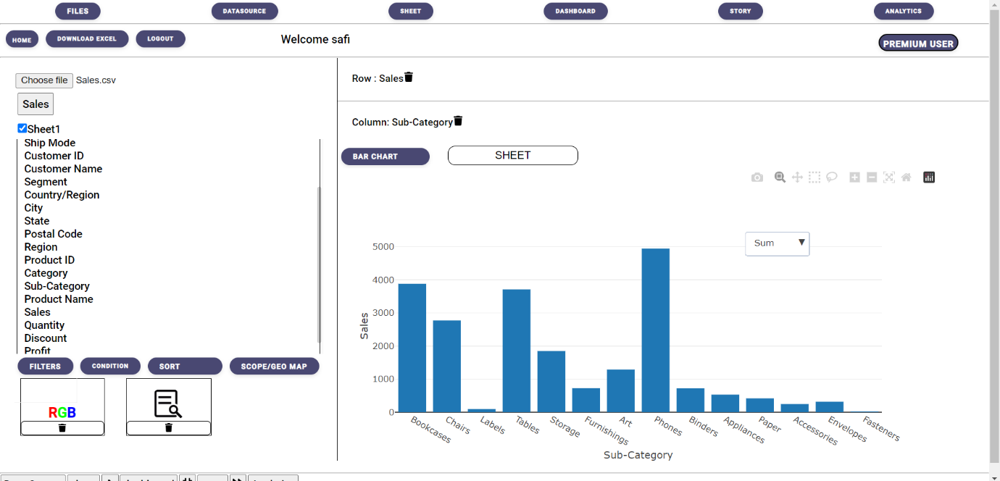 FILES DATASOURCE SHEET DASHBOARD STORY ANALYTICS
HOME DOWNLOAD EXCEL LOGOUT Welcome safi PREMIUM USER
Choose file Sales.csv
Sales
Sheet1
Ship Mode
Customer ID
Customer Name
Segment
Country/Region
City
State
Postal Code
Region
Product ID
Category
Sub-Category
Product Name
Sales
Quantity
Discount
Profit
FILTERS CONDITION SORT SCOPE/GEO MAP
RGB
Row : Sales
Column: Sub-Category
BAR CHART SHEET
Sum ▼
5000
4000
3000
2000
1000
0
Sales
Bookcases Chairs Labels Tables Storage Furnishings Art Phones Binders Appliances Paper Accessories Envelopes Fasteners
Sub-Category